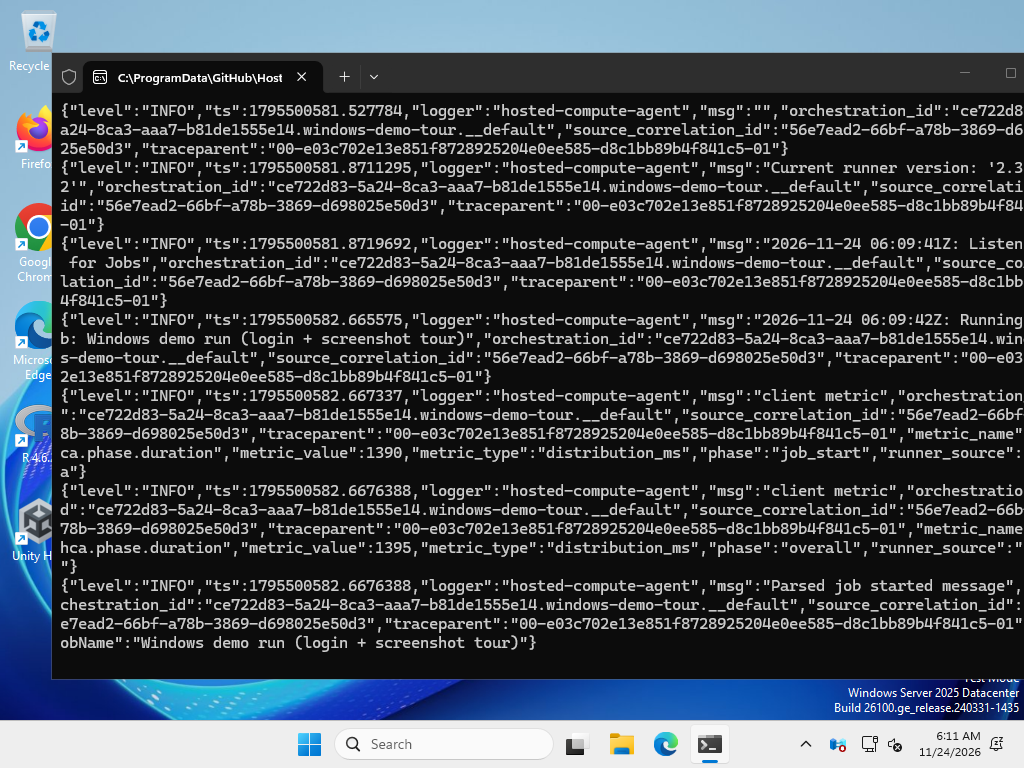 Recycle
Firefo
Googl
Chrom
Micros
Edge
R 4.6.
Unity H
C:\ProgramData\GitHub\Host
{"level":"INFO","ts":1795500581.527784,"logger":"hosted-compute-agent","msg":"","orchestration_id":"ce722d8
a24-8ca3-aaa7-b81de1555e14.windows-demo-tour.__default","source_correlation_id":"56e7ead2-66bf-a78b-3869-d6
25e50d3","traceparent":"00-e03c702e13e851f8728925204e0ee585-d8c1bb89b4f841c5-01"}
{"level":"INFO","ts":1795500581.8711295,"logger":"hosted-compute-agent","msg":"Current runner version: '2.3
2'","orchestration_id":"ce722d83-5a24-8ca3-aaa7-b81de1555e14.windows-demo-tour.__default","source_correlati
id":"56e7ead2-66bf-a78b-3869-d698025e50d3","traceparent":"00-e03c702e13e851f8728925204e0ee585-d8c1bb89b4f84
-01"}
{"level":"INFO","ts":1795500581.8719692,"logger":"hosted-compute-agent","msg":"2026-11-24 06:09:41Z: Listen
for Jobs","orchestration_id":"ce722d83-5a24-8ca3-aaa7-b81de1555e14.windows-demo-tour.__default","source_co
lation_id":"56e7ead2-66bf-a78b-3869-d698025e50d3","traceparent":"00-e03c702e13e851f8728925204e0ee585-d8c1bb
4f841c5-01"}
{"level":"INFO","ts":1795500582.665575,"logger":"hosted-compute-agent","msg":"2026-11-24 06:09:42Z: Running
b: Windows demo run (login + screenshot tour)","orchestration_id":"ce722d83-5a24-8ca3-aaa7-b81de1555e14.win
s-demo-tour.__default","source_correlation_id":"56e7ead2-66bf-a78b-3869-d698025e50d3","traceparent":"00-e03
2e13e851f8728925204e0ee585-d8c1bb89b4f841c5-01"}
{"level":"INFO","ts":1795500582.667337,"logger":"hosted-compute-agent","msg":"client metric","orchestration
":"ce722d83-5a24-8ca3-aaa7-b81de1555e14.windows-demo-tour.__default","source_correlation_id":"56e7ead2-66bf
8b-3869-d698025e50d3","traceparent":"00-e03c702e13e851f8728925204e0ee585-d8c1bb89b4f841c5-01","metric_name"
ca.phase.duration","metric_value":1390,"metric_type":"distribution_ms","phase":"job_start","runner_source":
a"}
{"level":"INFO","ts":1795500582.6676388,"logger":"hosted-compute-agent","msg":"client metric","orchestratio
d":"ce722d83-5a24-8ca3-aaa7-b81de1555e14.windows-demo-tour.__default","source_correlation_id":"56e7ead2-66b
78b-3869-d698025e50d3","traceparent":"00-e03c702e13e851f8728925204e0ee585-d8c1bb89b4f841c5-01","metric_name
hca.phase.duration","metric_value":1395,"metric_type":"distribution_ms","phase":"overall","runner_source":"
"}
{"level":"INFO","ts":1795500582.6676388,"logger":"hosted-compute-agent","msg":"Parsed job started message",
chestration_id":"ce722d83-5a24-8ca3-aaa7-b81de1555e14.windows-demo-tour.__default","source_correlation_id":
e7ead2-66bf-a78b-3869-d698025e50d3","traceparent":"00-e03c702e13e851f8728925204e0ee585-d8c1bb89b4f841c5-01"
obName":"Windows demo run (login + screenshot tour)"}
Test Mode
Windows Server 2025 Datacenter
Build 26100.ge_release.240331-1435
Search
6:11 AM
11/24/2026